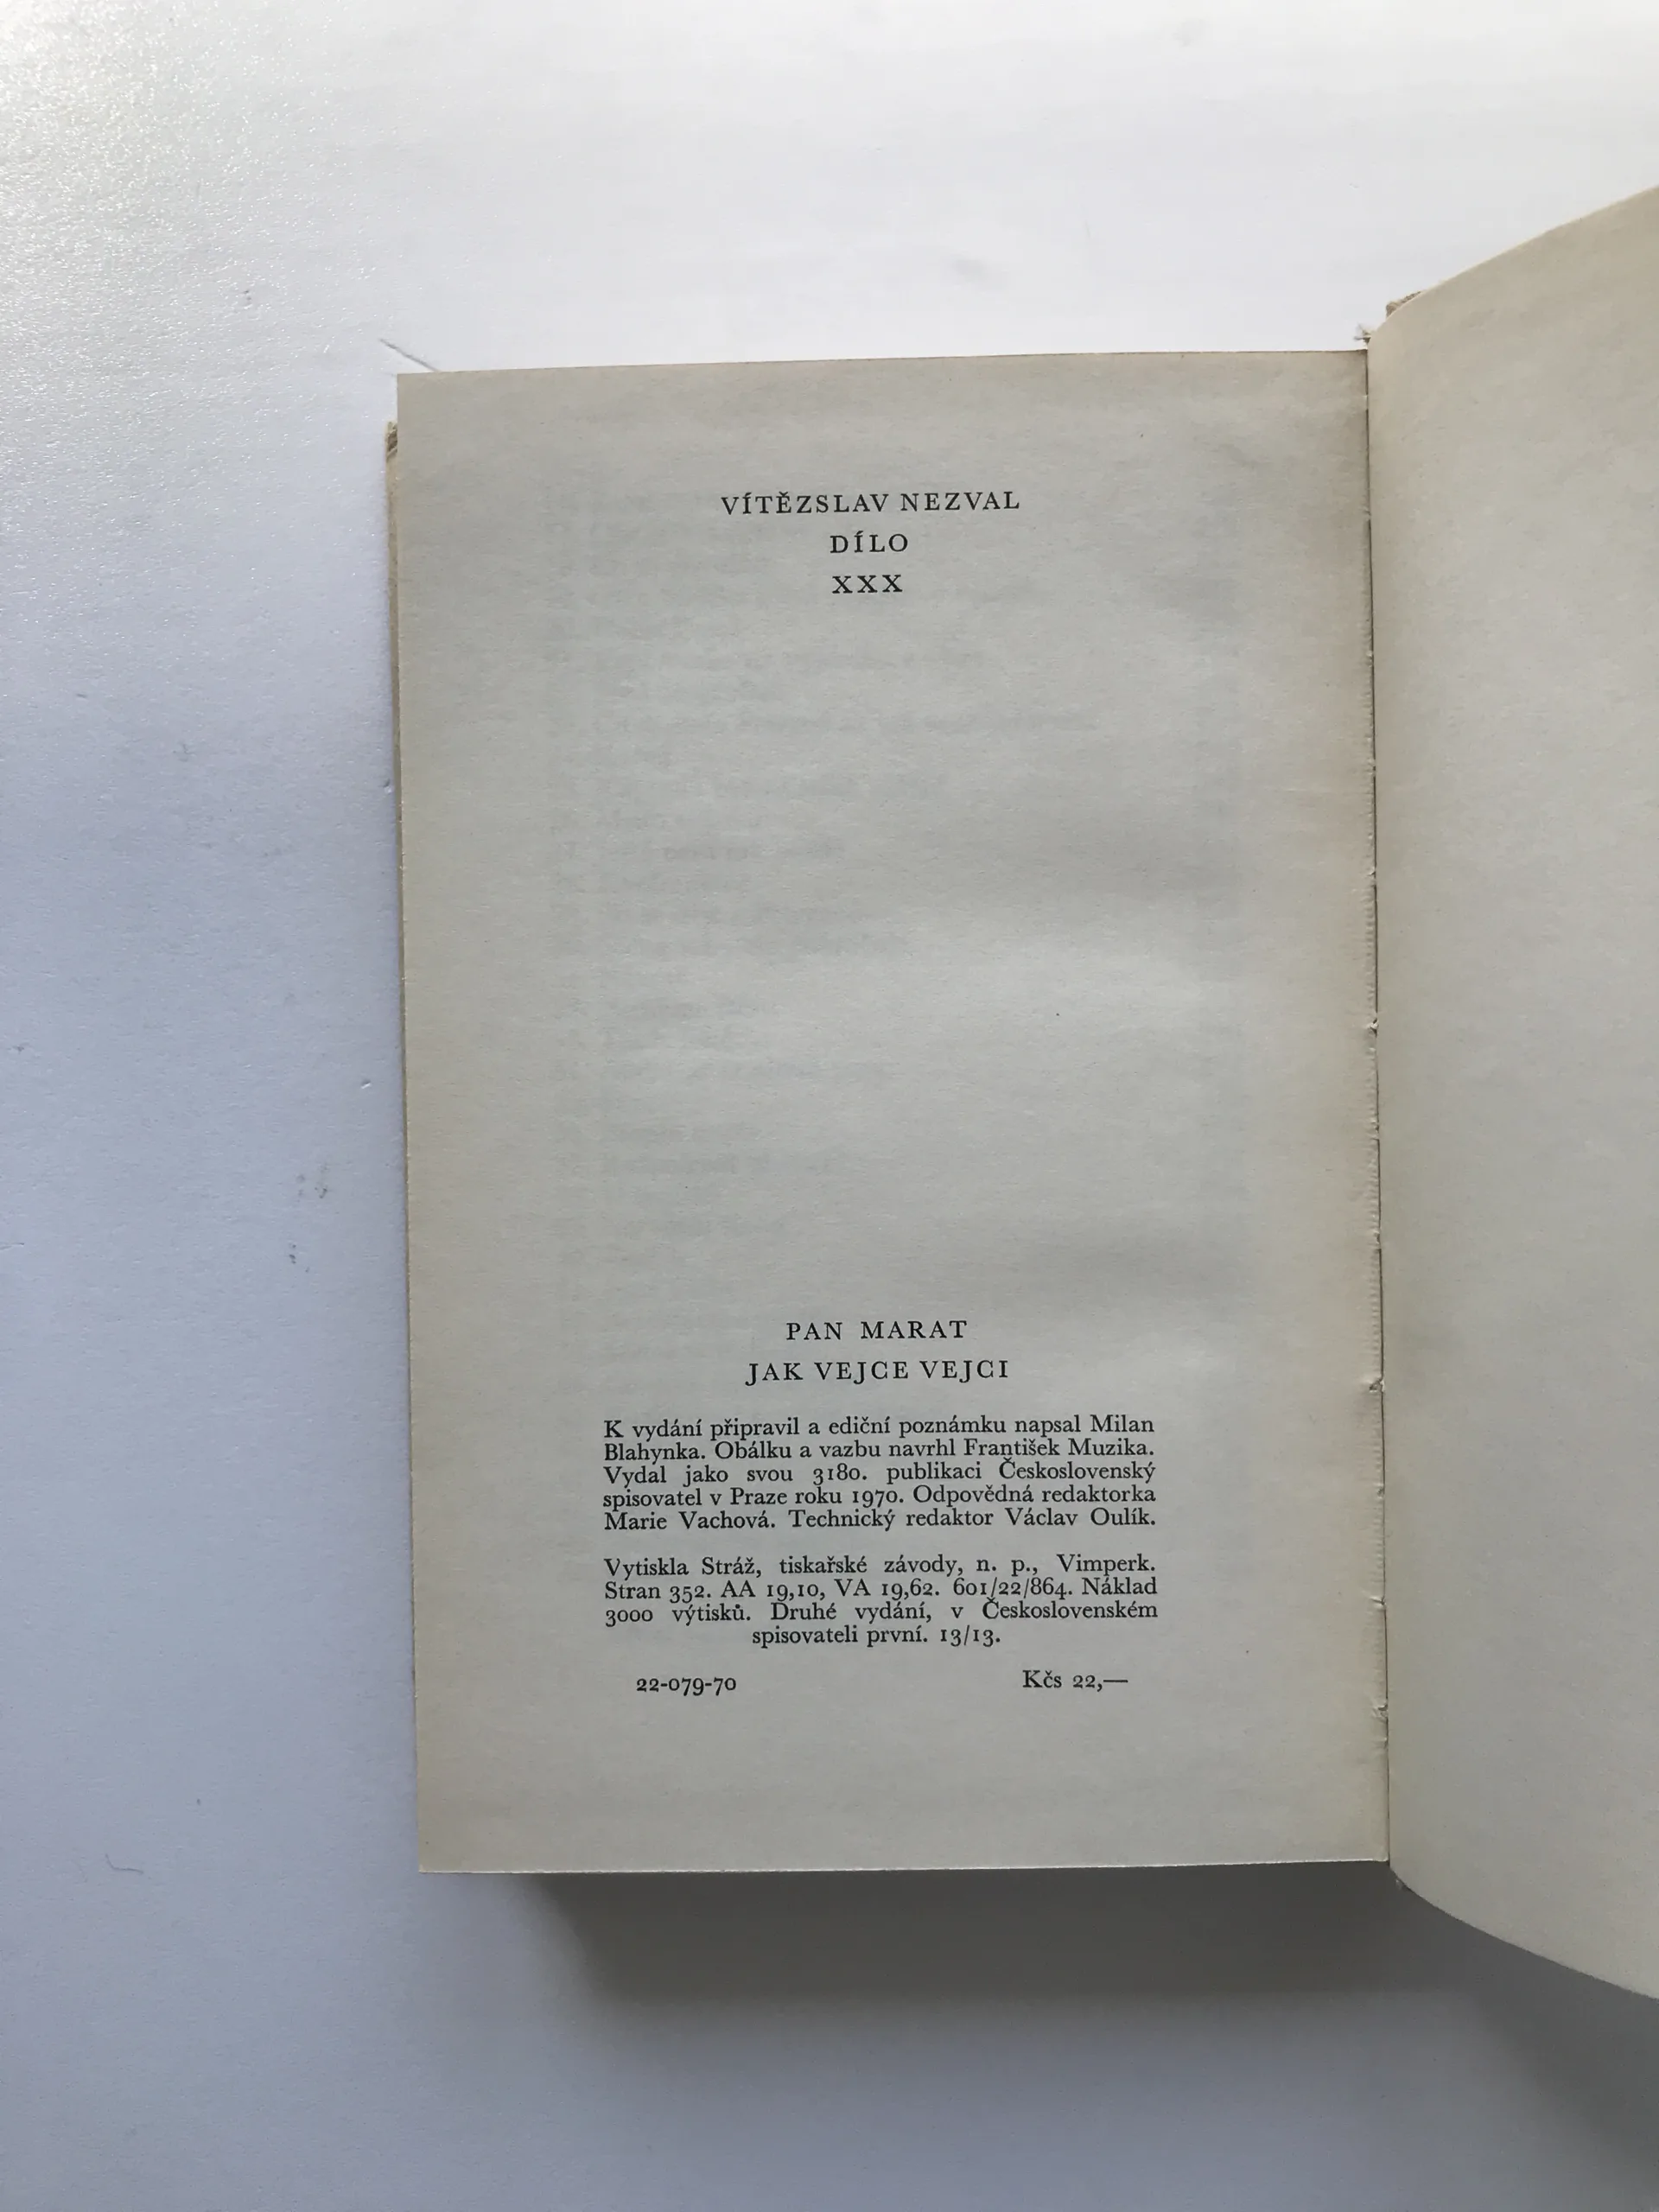 VÍTĚZSLAV NEZVAL
DÍLO
XXX
PAN MARAT
JAK VEJCE VEJCI
K vydání připravil a ediční poznámku napsal Milan
Blahynka. Obálku a vazbu navrhl František Muzika.
Vydal jako svou 3180. publikaci Československý
spisovatel v Praze roku 1970. Odpovědná redaktorka
Marie Vachová. Technický redaktor Václav Oulík.
Vytiskla Stráž, tiskařské závody, n. p., Vimperk.
Stran 352. AA 19,10, VA 19,62. 601/22/864. Náklad
3000 výtisků. Druhé vydání, v Československém
spisovateli první. 13/13.
22-079-70 Kčs 22,—